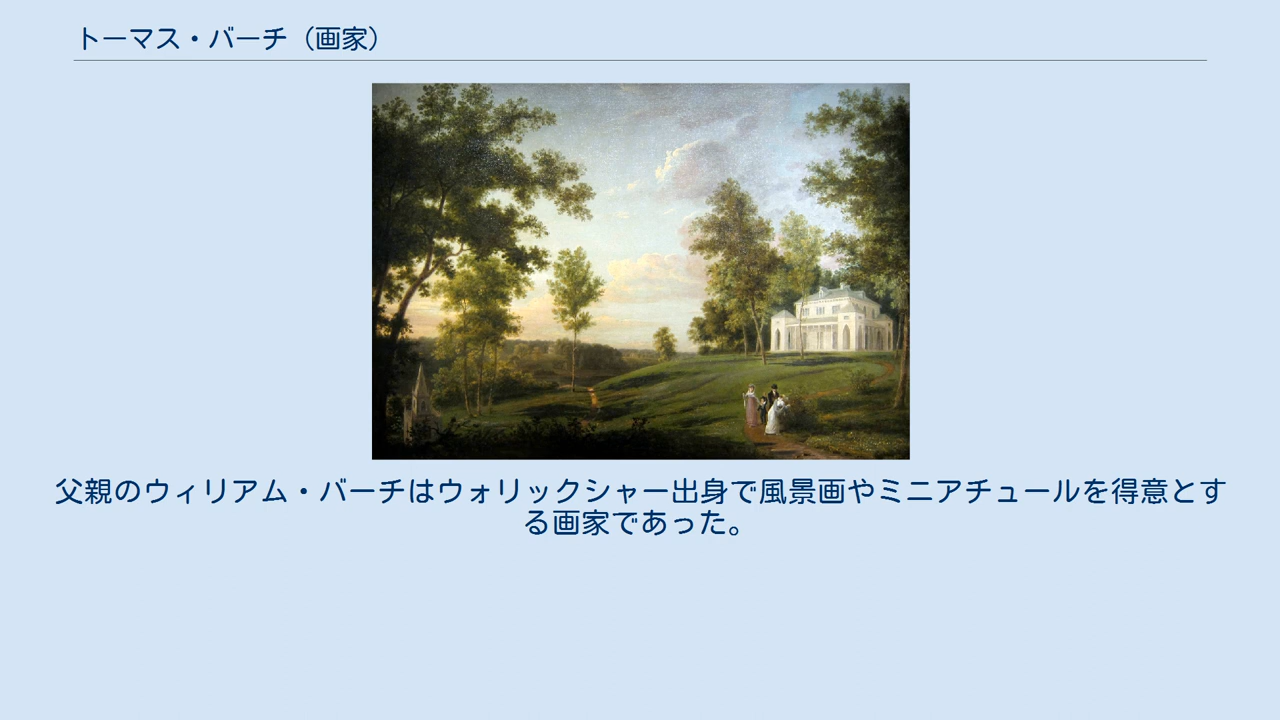 トーマス・バーチ（画家）
父親のウィリアム・バーチはウォリックシャー出身で風景画やミニアチュールを得意とす
る画家であった。